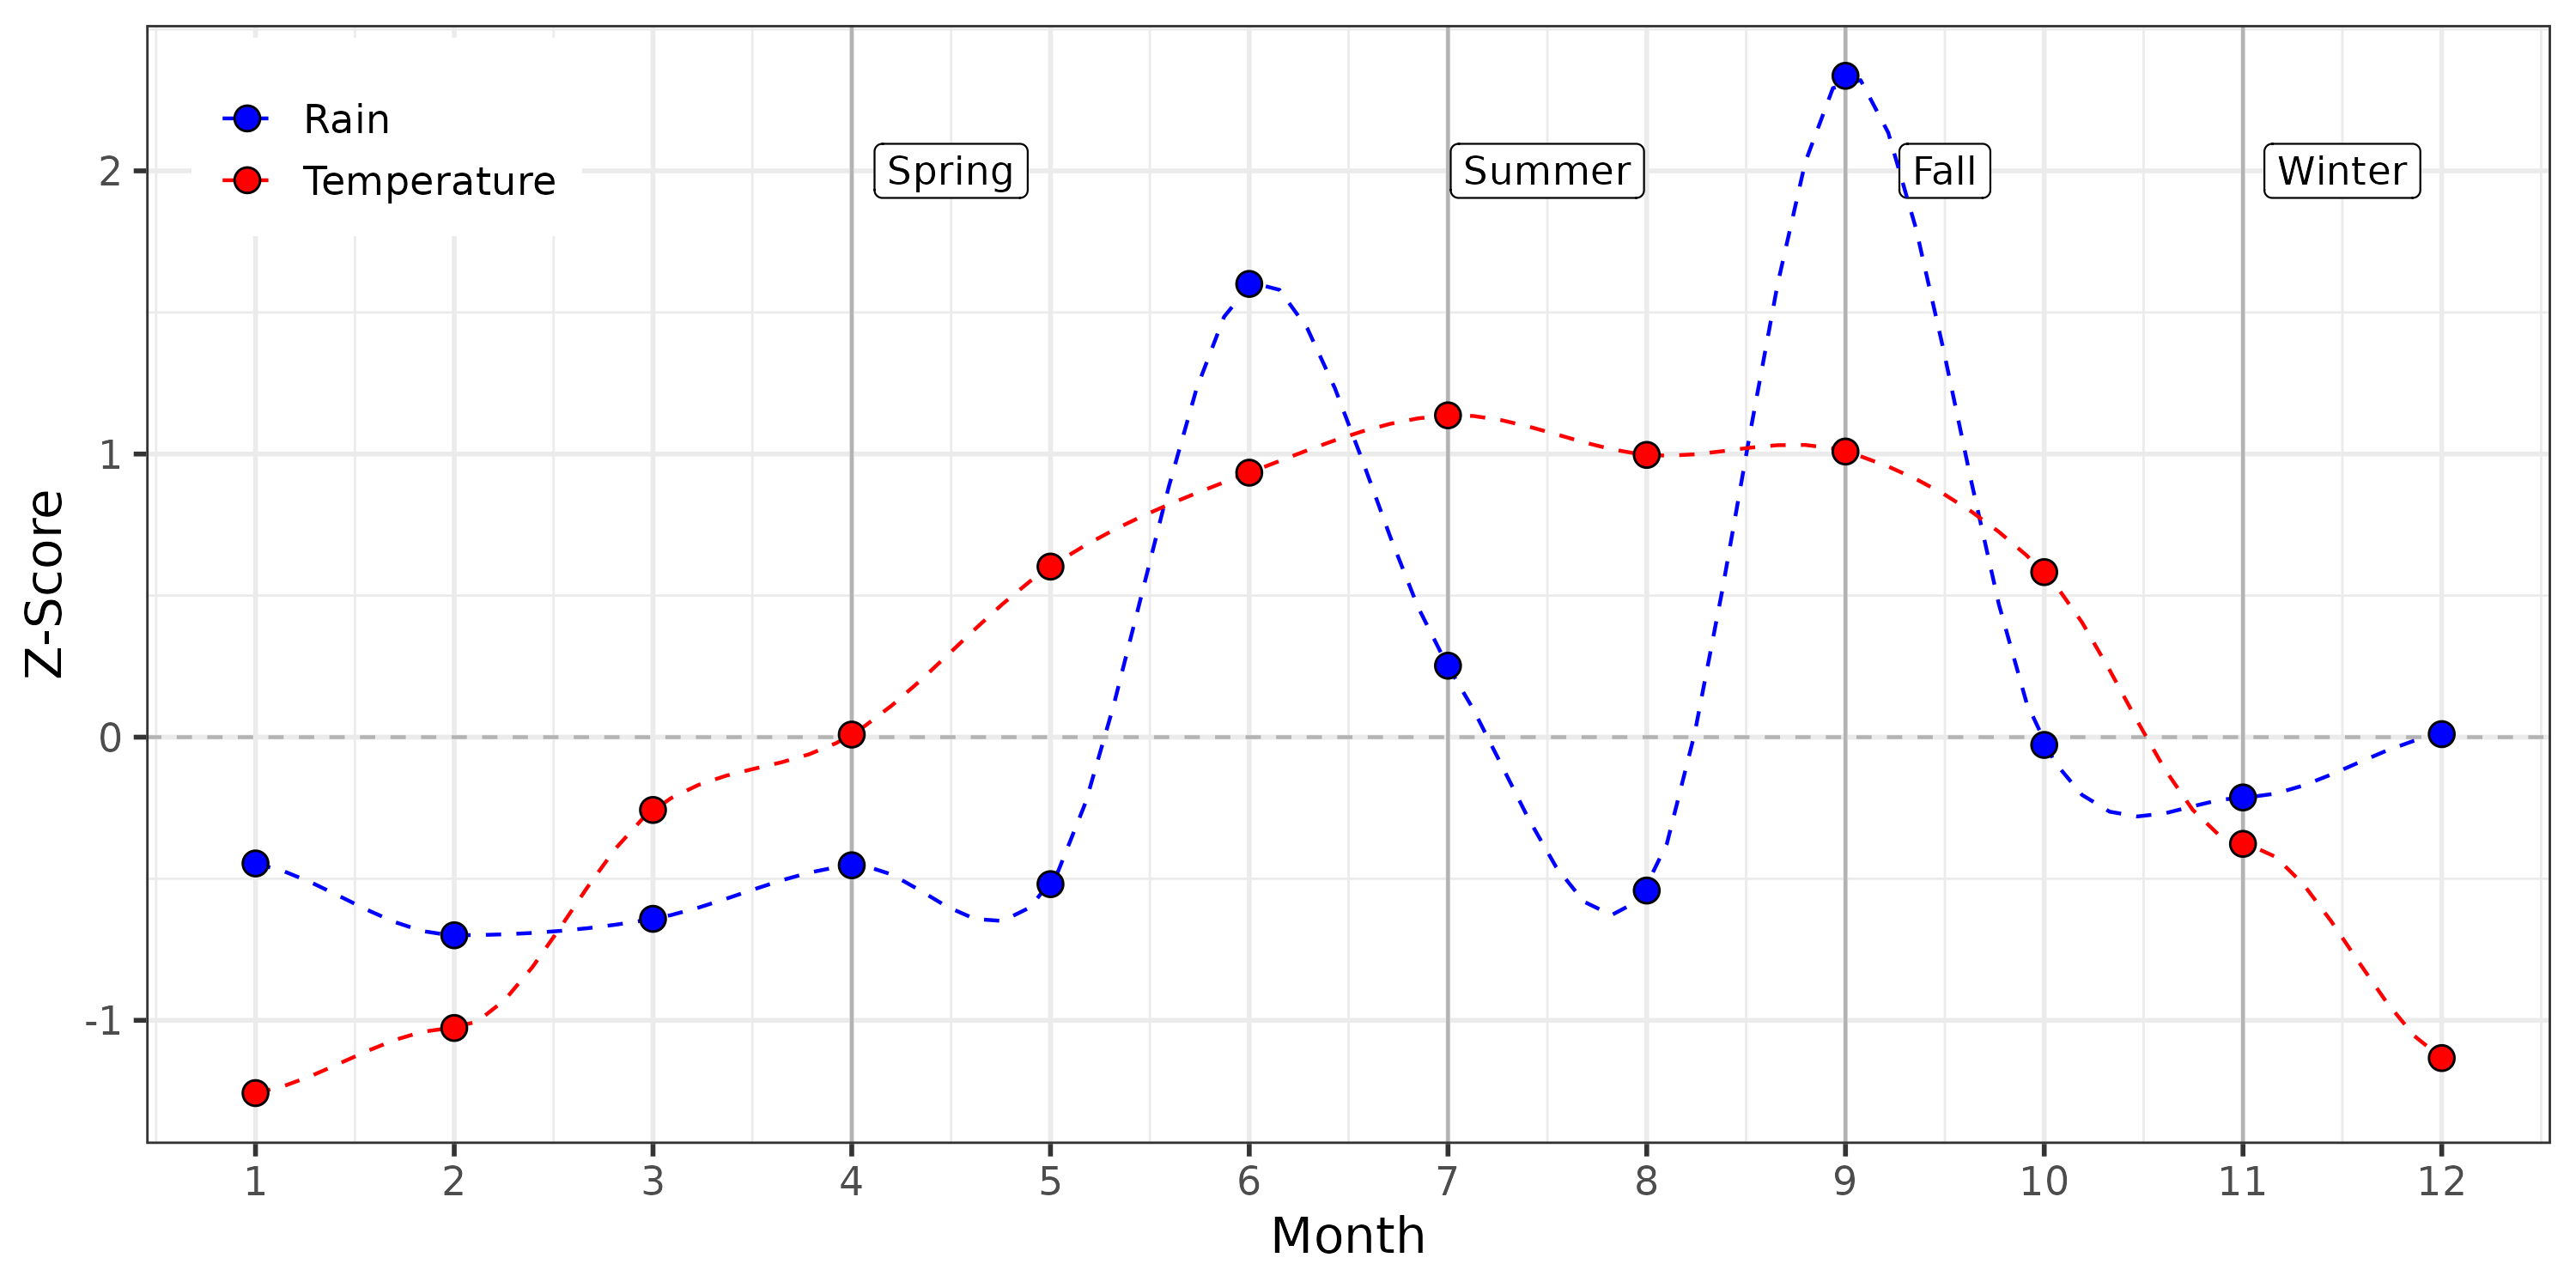 Rain
Temperature
Spring
Summer
Fall
Winter
2
1
0
-1
Z-Score
1 2 3 4 5 6 7 8 9 10 11 12
Month